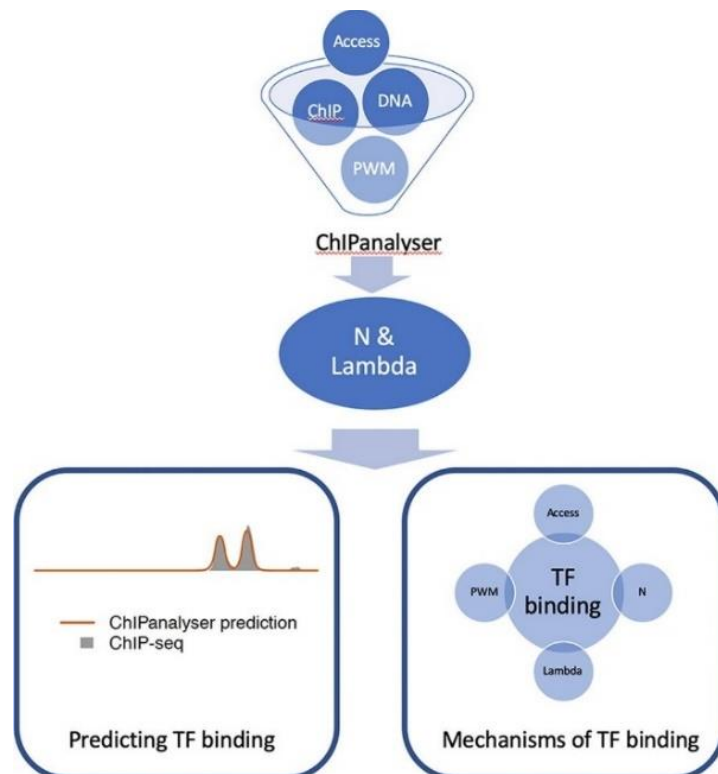 Access
ChIP
DNA
PWM
ChIPanalyser
N &
Lambda
ChIPanalyser prediction
ChIP-seq
Predicting TF binding
Access
PWM
TF
binding
N
Lambda
Mechanisms of TF binding